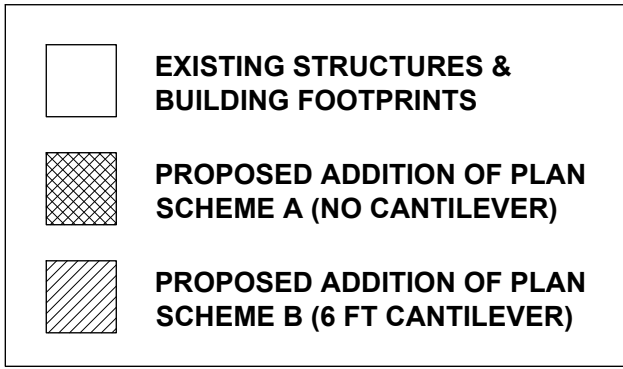 EXISTING STRUCTURES &
BUILDING FOOTPRINTS
PROPOSED ADDITION OF PLAN
SCHEME A (NO CANTILEVER)
PROPOSED ADDITION OF PLAN
SCHEME B (6 FT CANTILEVER)